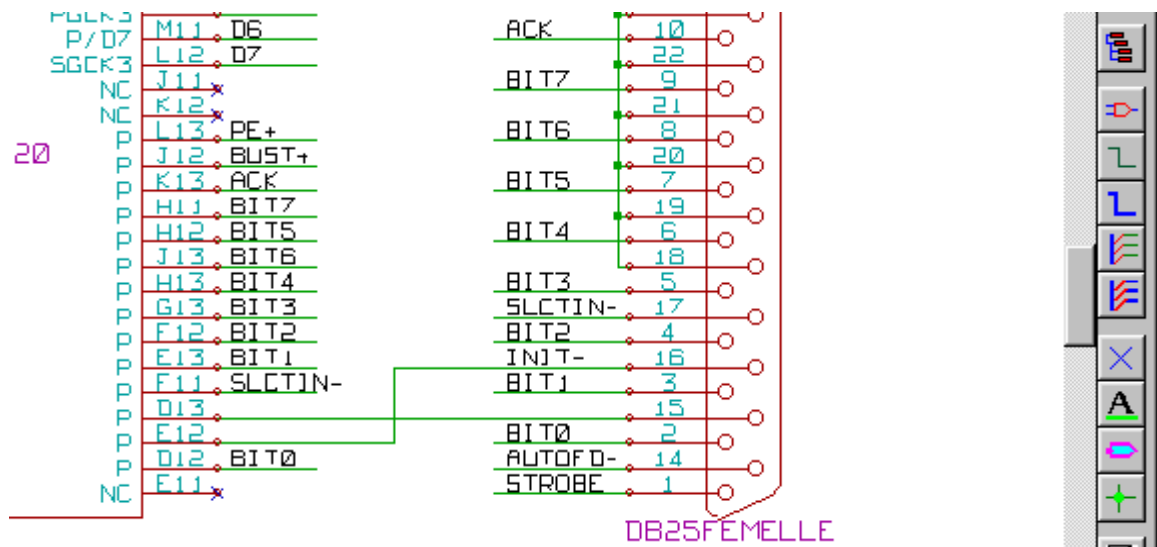 PGCK3
P/D7 M11 D6 ACK 10
SGCK3 L12 D7 22
NC J11 BIT7 9
NC K12 21
P L13 PE+ BIT6 8
20
P J12 BUST+ 20
P K13 ACK BIT5 7
P H11 BIT7 19
P H12 BIT5 BIT4 6
P J13 BIT6 18
P H13 BIT4 BIT3 5
P G13 BIT3 SLCTIN- 17
P F12 BIT2 BIT2 4
P E13 BIT1 INIT- 16
P F11 SLCTIN- BIT1 3
P D13 15
P E12 BIT0 2
P D12 BIT0 AUTOFD- 14
NC E11 STROBE 1
DB25FEMELLE
A